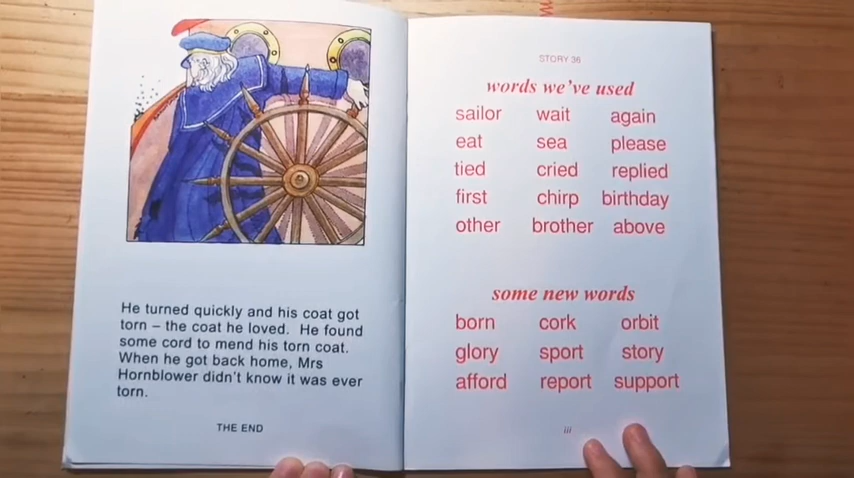 He turned quickly and his coat got
torn – the coat he loved. He found
some cord to mend his torn coat.
When he got back home, Mrs
Hornblower didn't know it was ever
torn.
THE END
STORY 36
words we've used
sailor wait again
eat sea please
tied cried replied
first chirp birthday
other brother above
some new words
born cork orbit
glory sport story
afford report support
iii